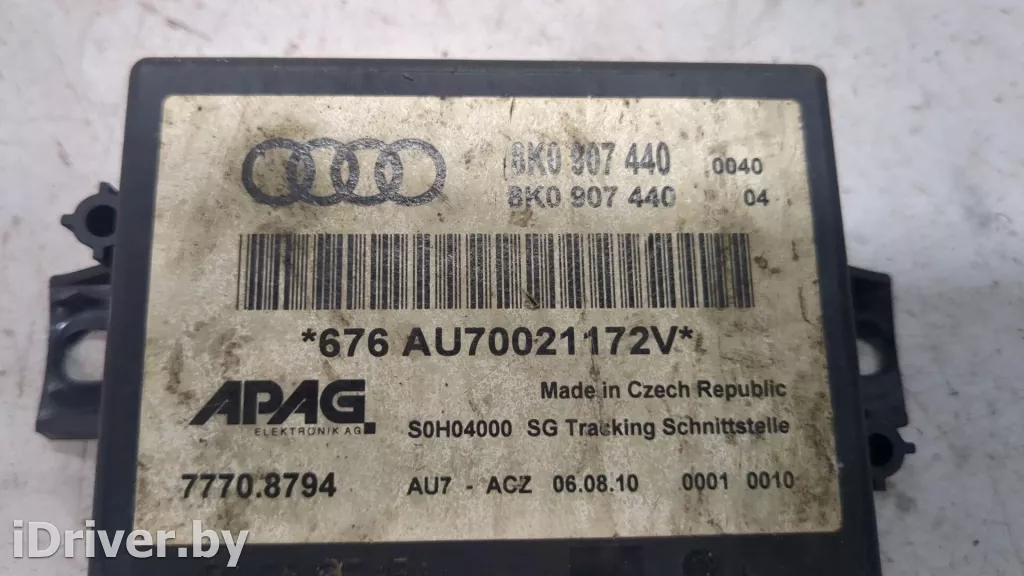 8K0 907 440 0040
8K0 907 440 04
*676 AU70021172V*
APAG
ELEKTRONIK AG
Made in Czech Republic
S0H04000 SG Tracking Schnittstelle
7770.8794 AU7 - ACZ 06.08.10 0001 0010
iDriver.by